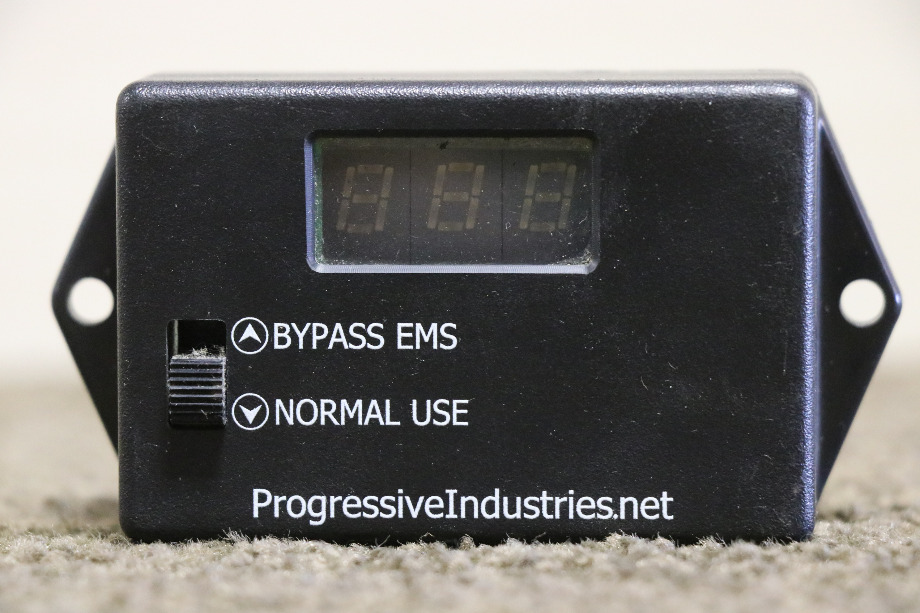 BYPASS EMS
NORMAL USE
ProgressiveIndustries.net